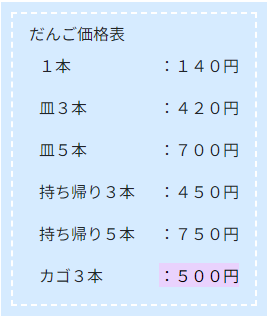 だんご価格表
１本　：１４０円
皿３本　：４２０円
皿５本　：７００円
持ち帰り３本　：４５０円
持ち帰り５本　：７５０円
カゴ３本　：５００円